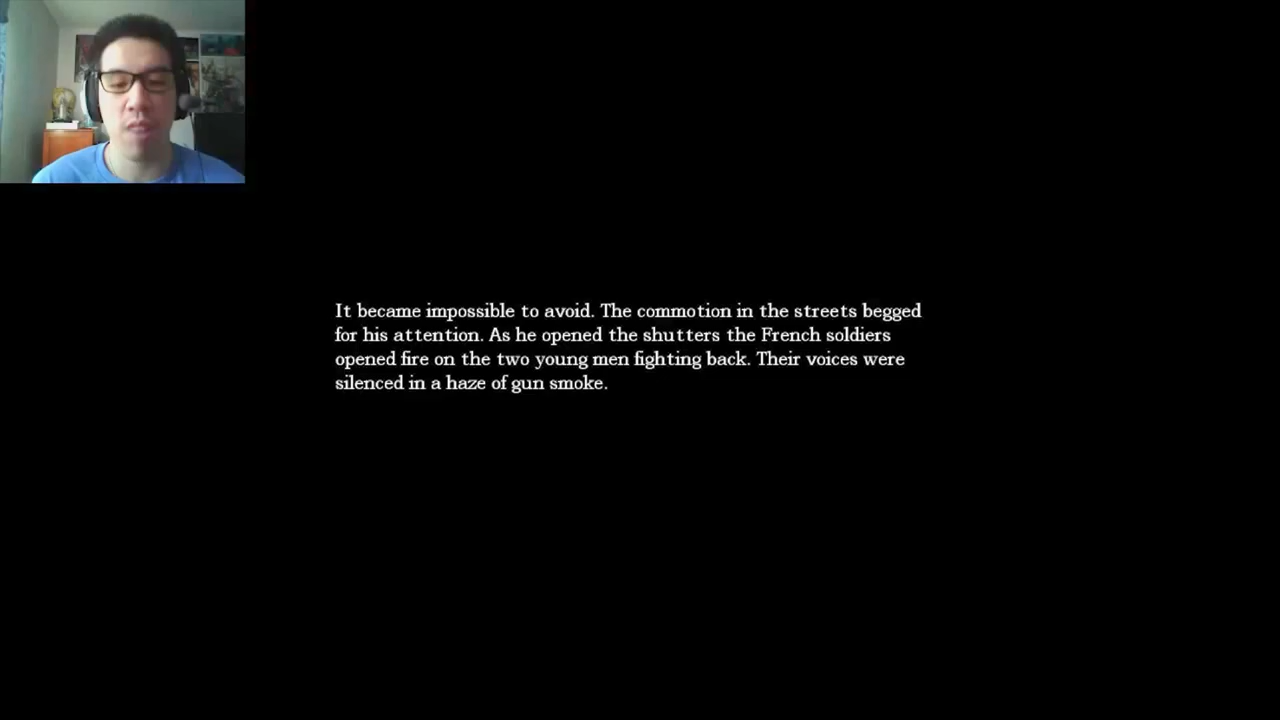 It became impossible to avoid. The commotion in the streets begged
for his attention. As he opened the shutters the French soldiers
opened fire on the two young men fighting back. Their voices were
silenced in a haze of gun smoke.